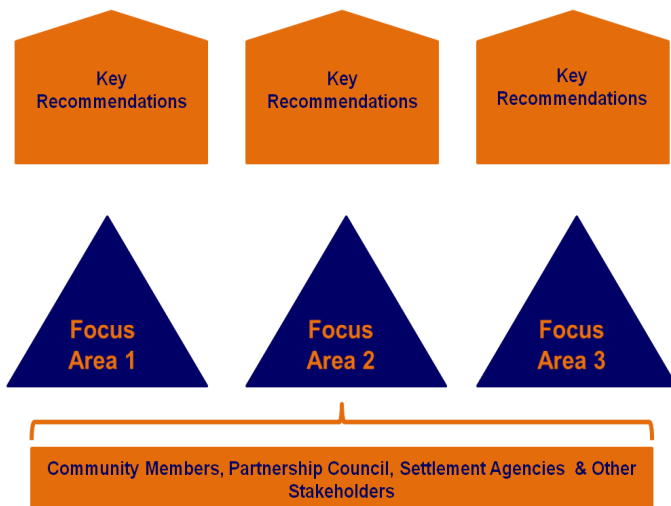 Key
Recommendations
Key
Recommendations
Key
Recommendations
Focus
Area 1
Focus
Area 2
Focus
Area 3
Community Members, Partnership Council, Settlement Agencies & Other
Stakeholders